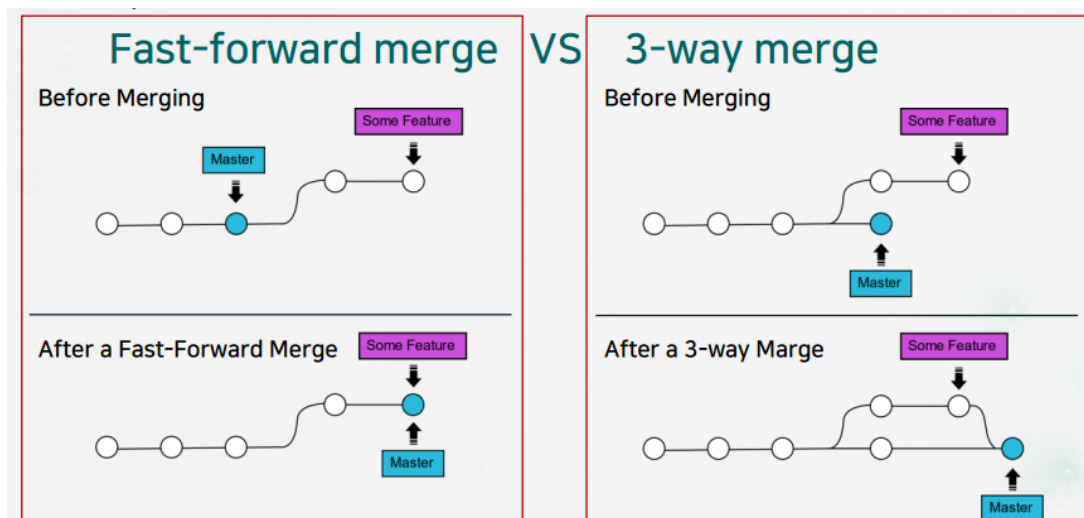 Fast-forward merge VS 3-way merge
Before Merging
Some Feature
Master
Before Merging
Some Feature
Master
After a Fast-Forward Merge
Some Feature
Master
After a 3-way Marge
Some Feature
Master